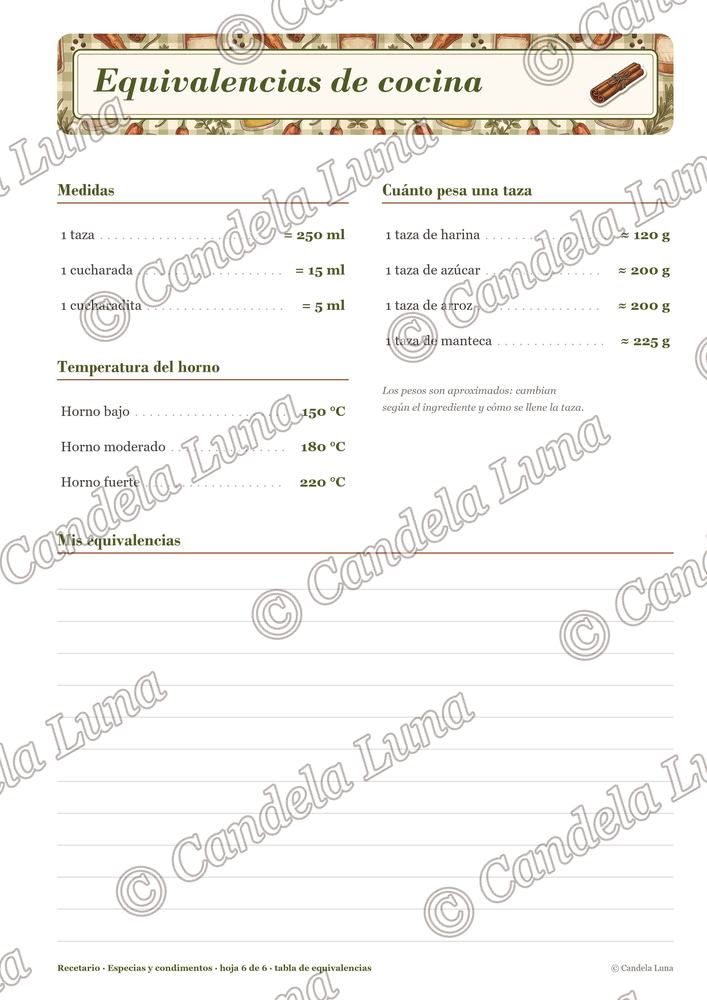 Equivalencias de cocina
Medidas
1 taza = 250 ml
1 cucharada = 15 ml
1 cucharadita = 5 ml
Temperatura del horno
Horno bajo 150 °C
Horno moderado 180 °C
Horno fuerte 220 °C
Cuánto pesa una taza
1 taza de harina ≈ 120 g
1 taza de azúcar ≈ 200 g
1 taza de arroz ≈ 200 g
1 taza de manteca ≈ 225 g
Los pesos son aproximados: cambian
según el ingrediente y cómo se llene la taza.
Mis equivalencias
Recetario · Especias y condimentos · hoja 6 de 6 · tabla de equivalencias
© Candela Luna
© Candela Luna